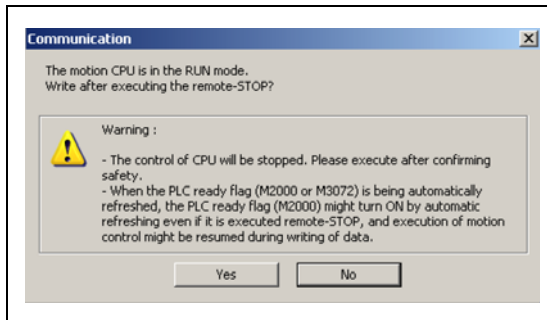 Communication
The motion CPU is in the RUN mode.
Write after executing the remote-STOP?
Warning :
- The control of CPU will be stopped. Please execute after confirming
safety.
- When the PLC ready flag (M2000 or M3072) is being automatically
refreshed, the PLC ready flag (M2000) might turn ON by automatic
refreshing even if it is executed remote-STOP, and execution of motion
control might be resumed during writing of data.
Yes No